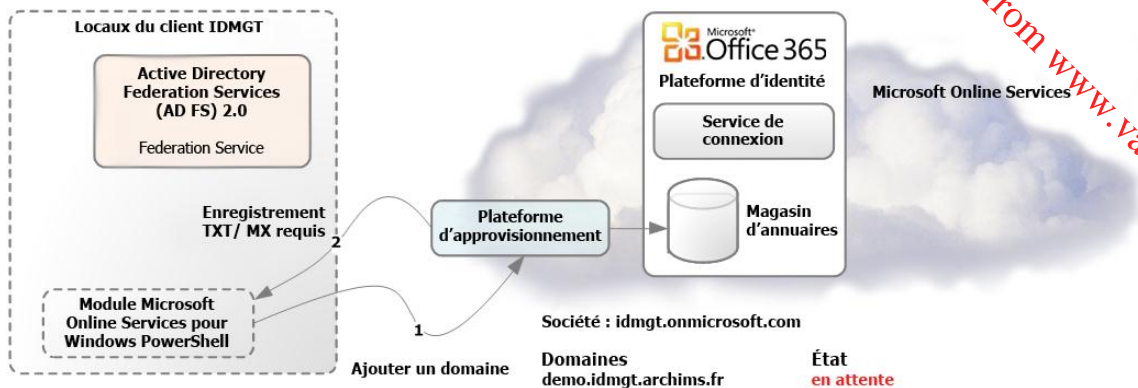 Locaux du client IDMGT
Active Directory
Federation Services
(AD FS) 2.0
Federation Service
Enregistrement
TXT/ MX requis
2
Module Microsoft
Online Services pour
Windows PowerShell
1
Ajouter un domaine
Plateforme
d'approvisionnement
Microsoft®
Office 365
Plateforme d'identité
Service de
connexion
Magasin
d'annuaires
Microsoft Online Services
from www.va
Société : idmgt.onmicrosoft.com
Domaines
demo.idmgt.archims.fr
État
en attente